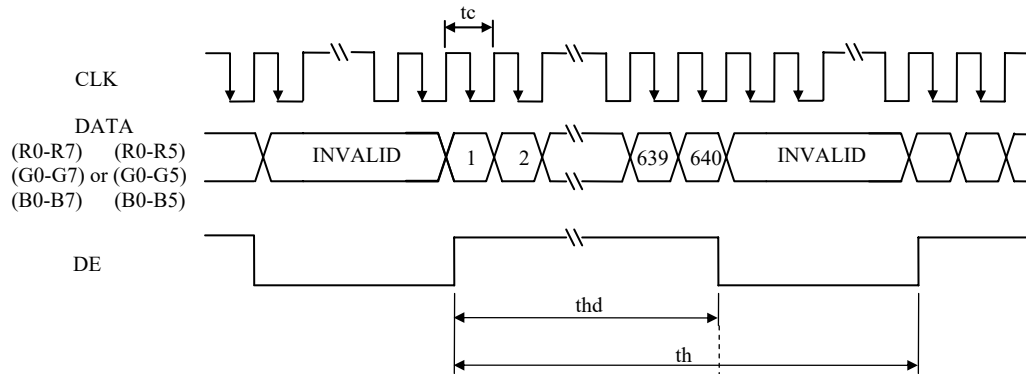 tc
CLK
DATA
(R0-R7) (R0-R5)
(G0-G7) or (G0-G5)
(B0-B7) (B0-B5)
INVALID 1 2 639 640 INVALID
DE
thd
th